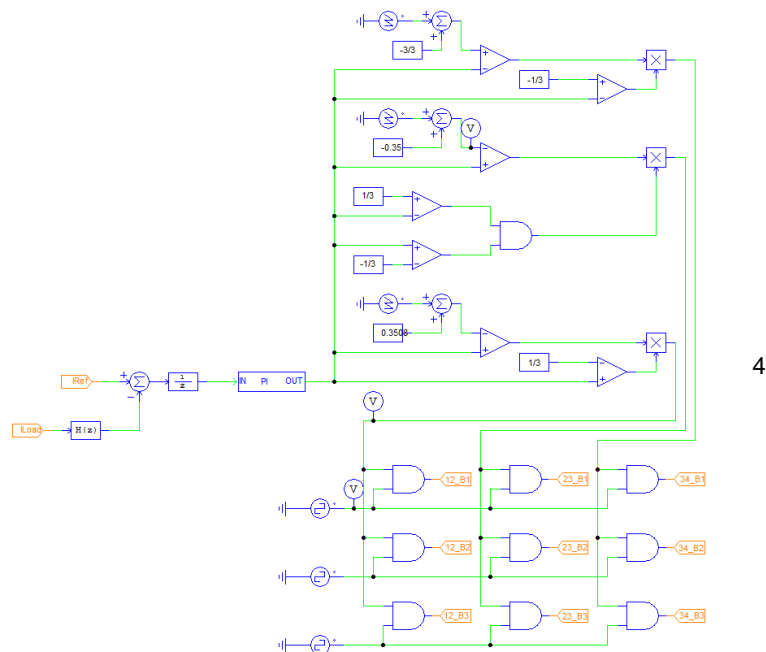 -3/3
-1/3
V
-0.35
1/3
-1/3
0.3508
1/3
4
IRef
1/z
IN PI OUT
ILoad
H(z)
V
V
12_B1
23_B1
34_B1
12_B2
23_B2
34_B2
12_B3
23_B3
34_B3